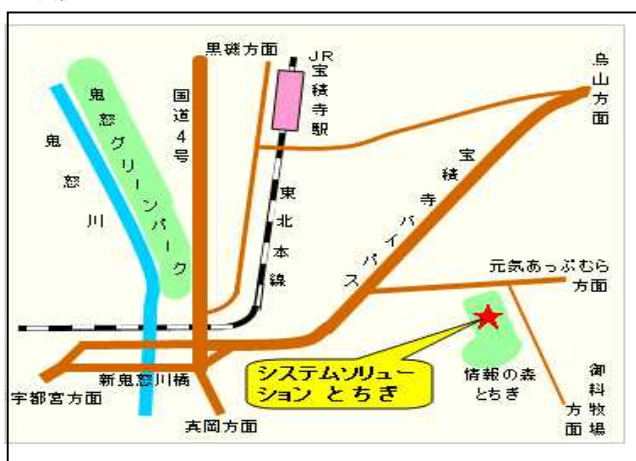 黒磯方面
JR
宝積寺駅
烏山方面
国道4号
鬼怒グリーンパーク
鬼怒川
東北本線
宝積寺バイパス
元気あっぷむら
方面
システムソリュー
ション とちぎ
情報の森
とちぎ
御料牧場
方面
新鬼怒川橋
宇都宮方面
真岡方面